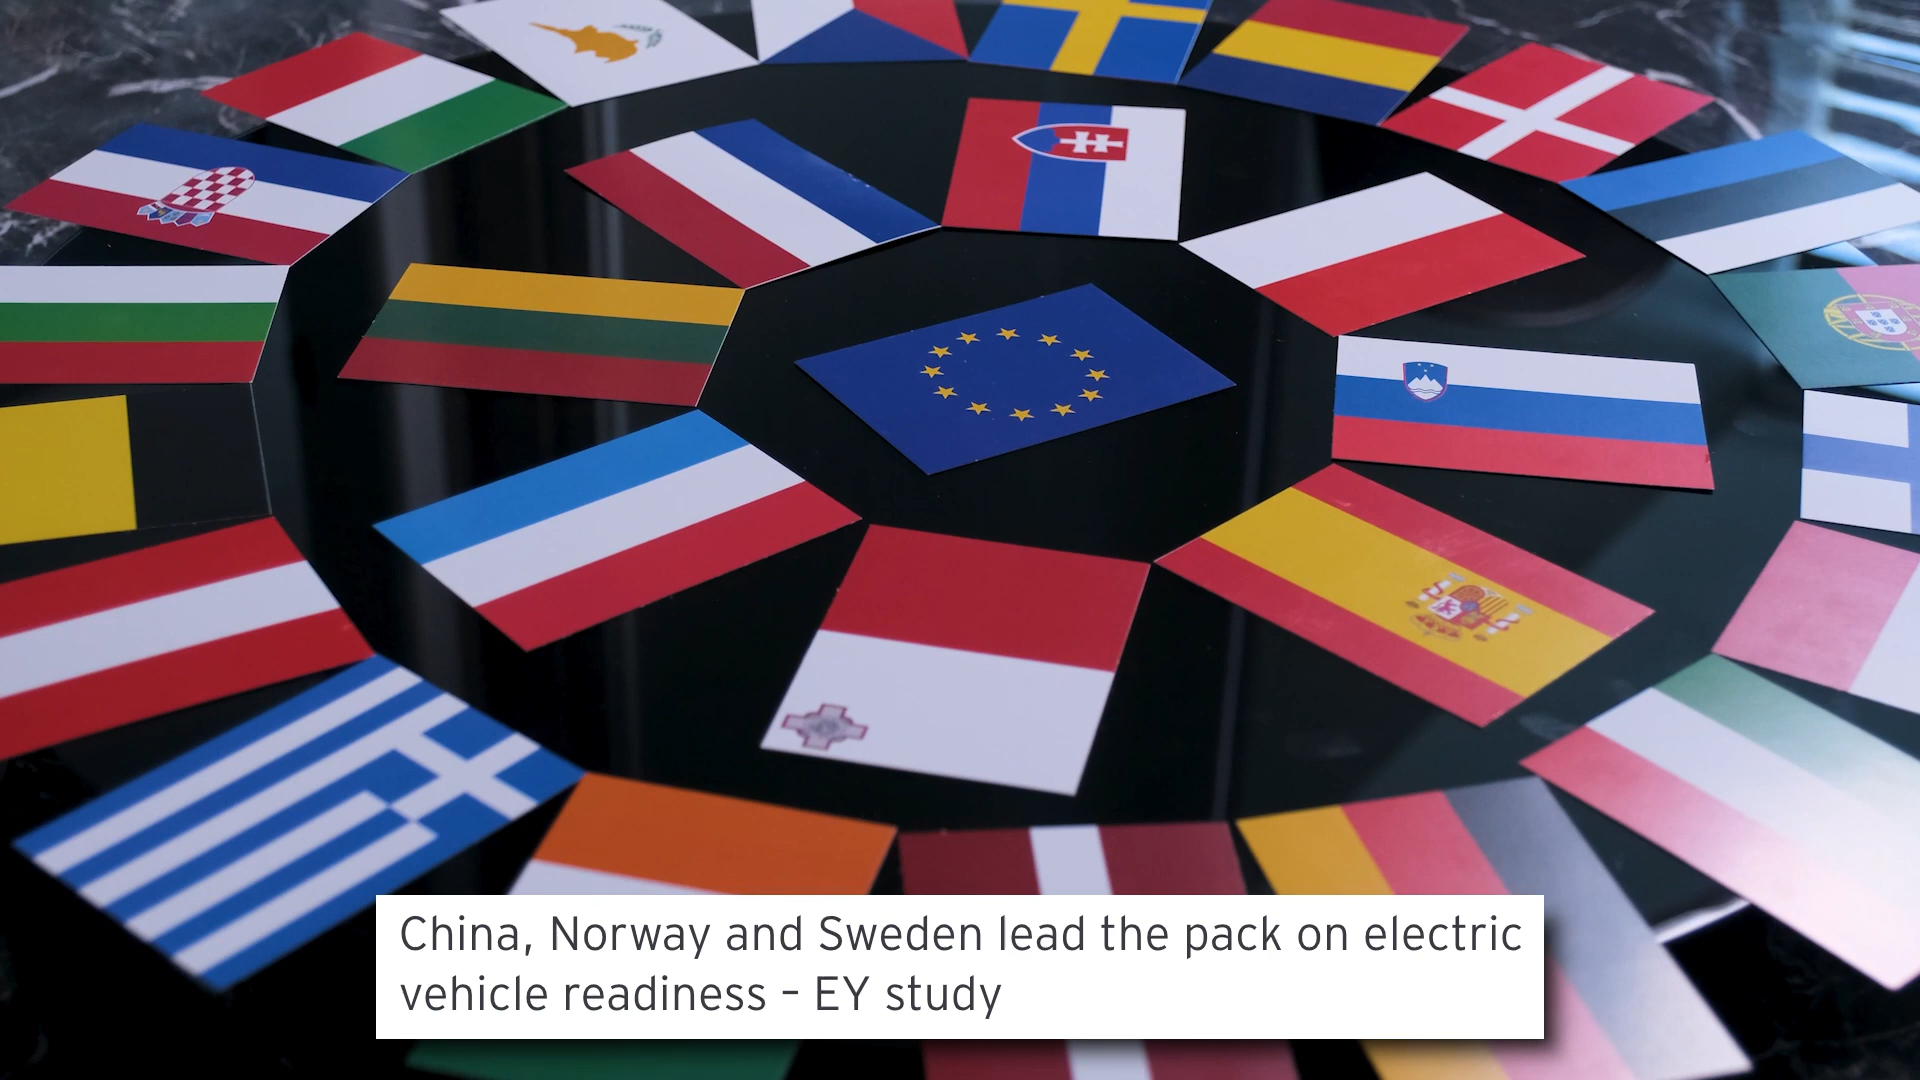 China, Norway and Sweden lead the pack on electric
vehicle readiness – EY study